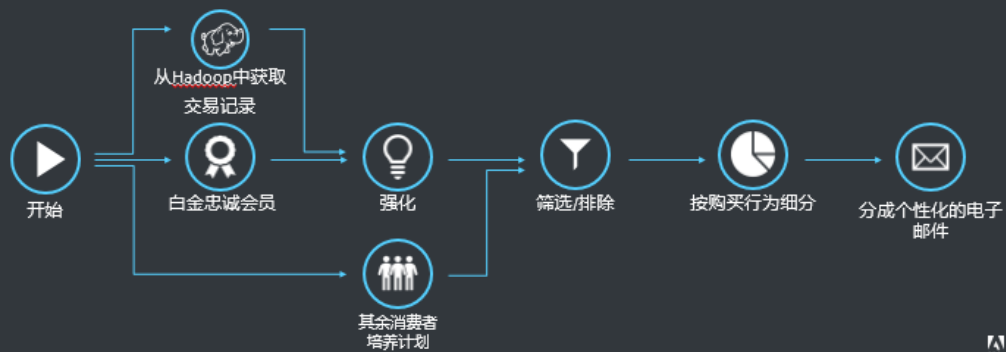 从Hadoop中获取
交易记录
开始
白金忠诚会员
强化
筛选/排除
按购买行为细分
分成个性化的电子
邮件
其余消费者
培养计划